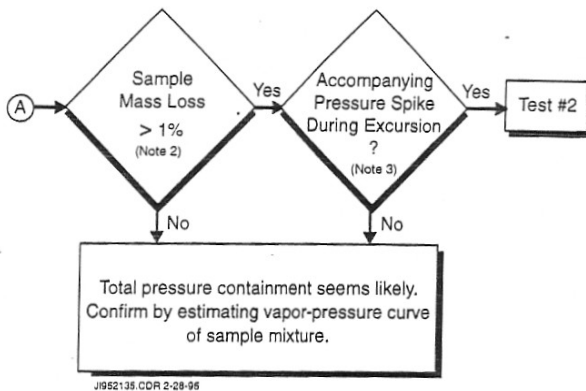 A
Sample
Mass Loss
> 1%
(Note 2)
Yes
Accompanying
Pressure Spike
During Excursion
?
(Note 3)
Yes
Test #2
No
No
Total pressure containment seems likely.
Confirm by estimating vapor-pressure curve
of sample mixture.
JI952135.CDR 2-28-95